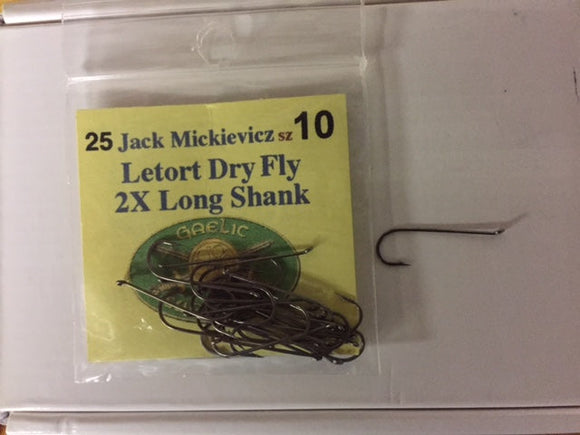 25 Jack Mickievicz sz 10
Letort Dry Fly
2X Long Shank
GAELIC